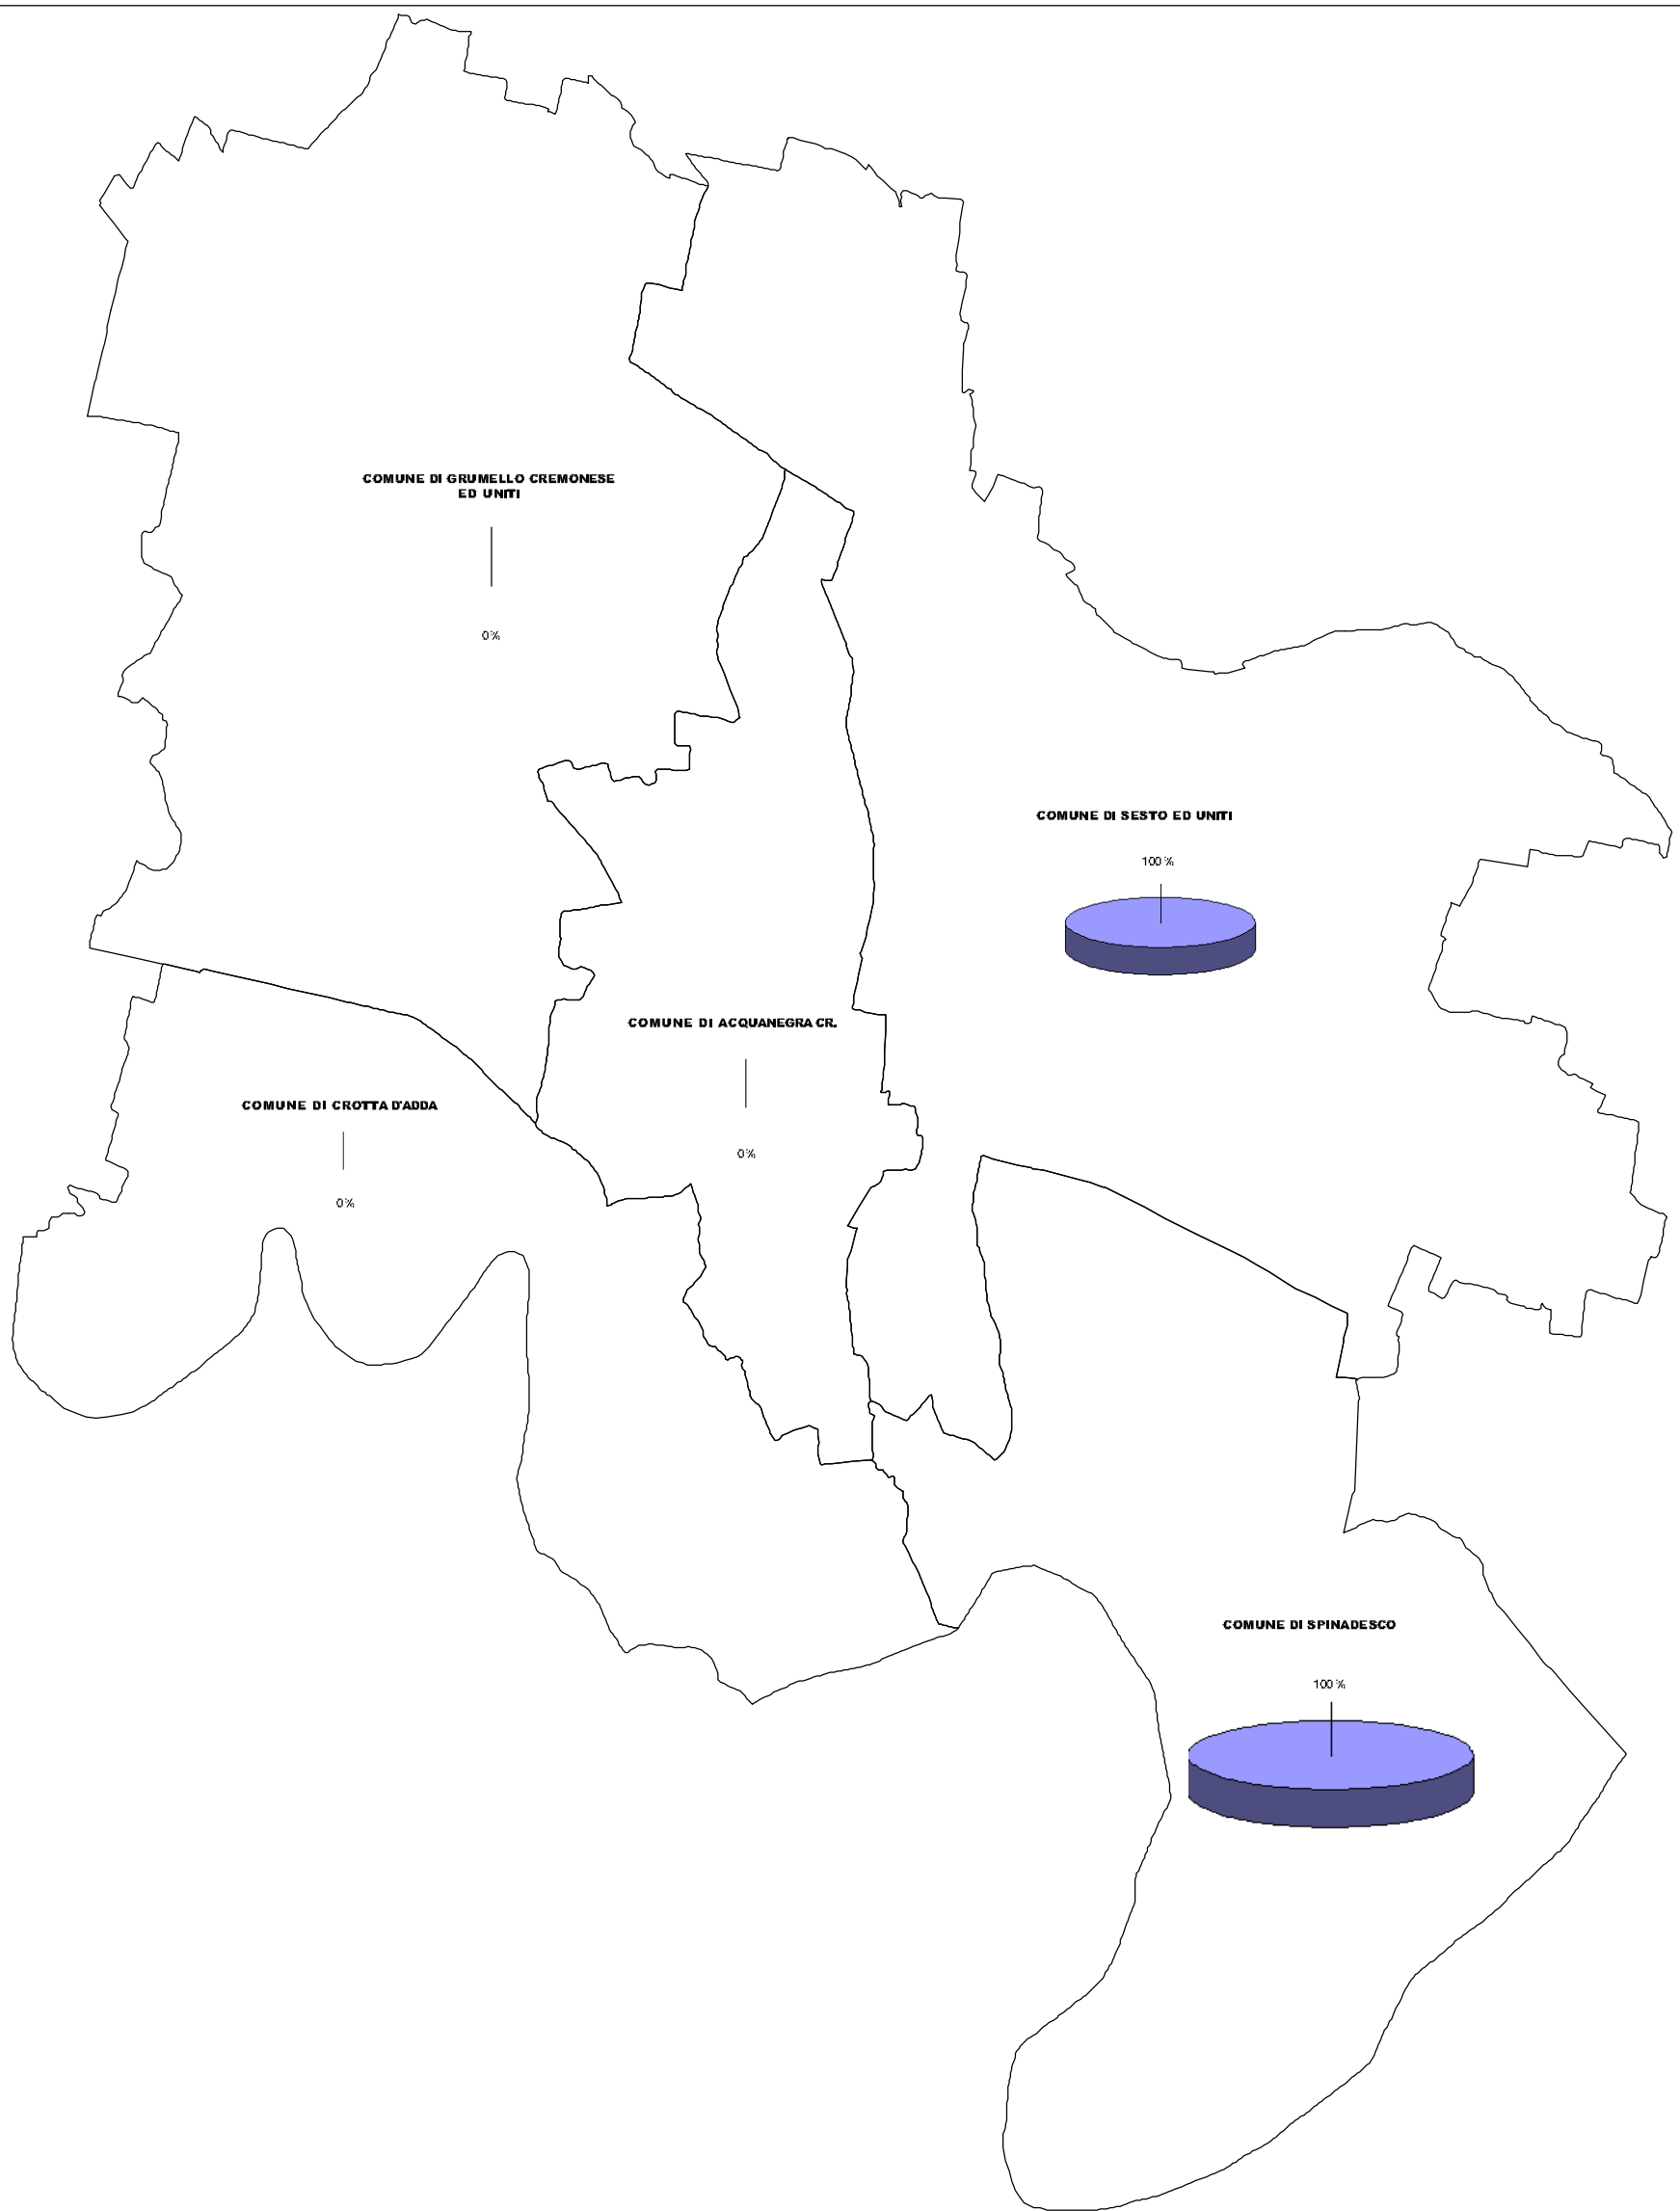 COMUNE DI GRUMELLO CREMONESE
ED UNITI
0%
COMUNE DI SESTO ED UNITI
100%
COMUNE DI ACQUANEGRA CR.
0%
COMUNE DI CROTTA D'ADDA
0%
COMUNE DI SPINADESCO
100%